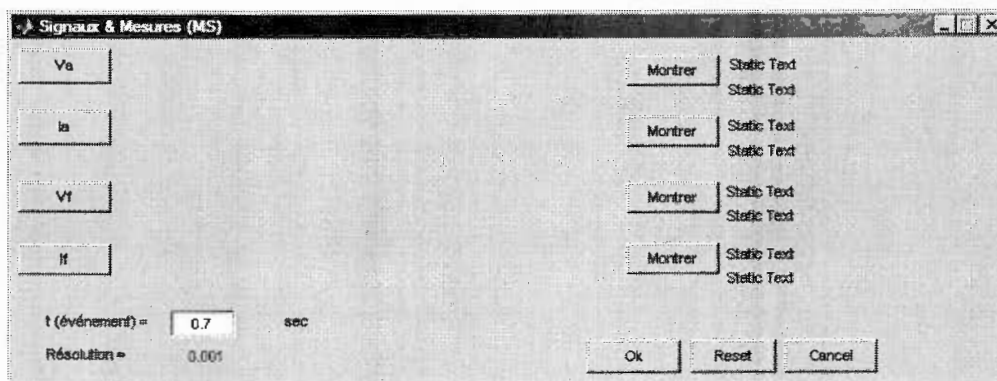 Signaux & Mesures (MS)
Va Montrer Static Text
Static Text
Ia Montrer Static Text
Static Text
Vf Montrer Static Text
Static Text
If Montrer Static Text
Static Text
t (événement) = 0.7 sec
Résolution = 0.001
Ok Reset Cancel